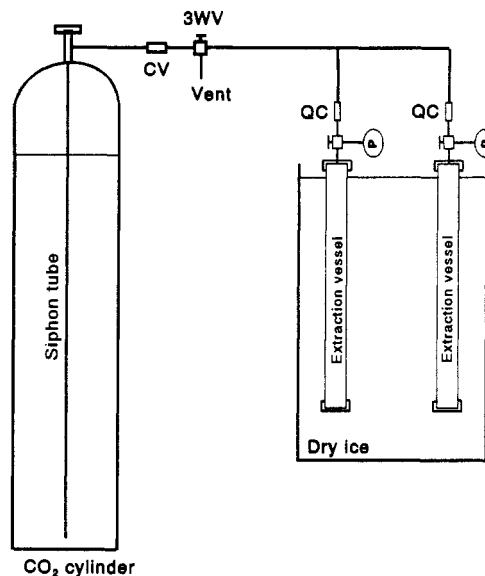 3WV
CV
Vent
QC
QC
P
P
Siphon tube
Extraction vessel
Extraction vessel
Dry ice
CO₂ cylinder